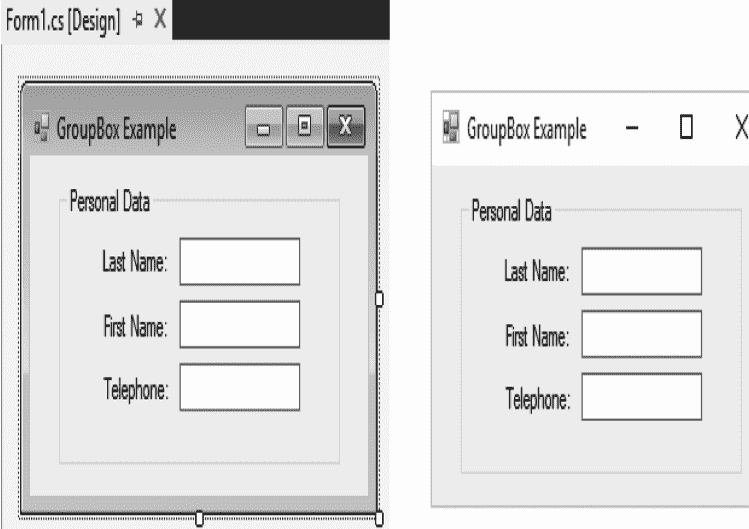 Form1.cs [Design]
GroupBox Example
Personal Data
Last Name:
First Name:
Telephone:
GroupBox Example
Personal Data
Last Name:
First Name:
Telephone: